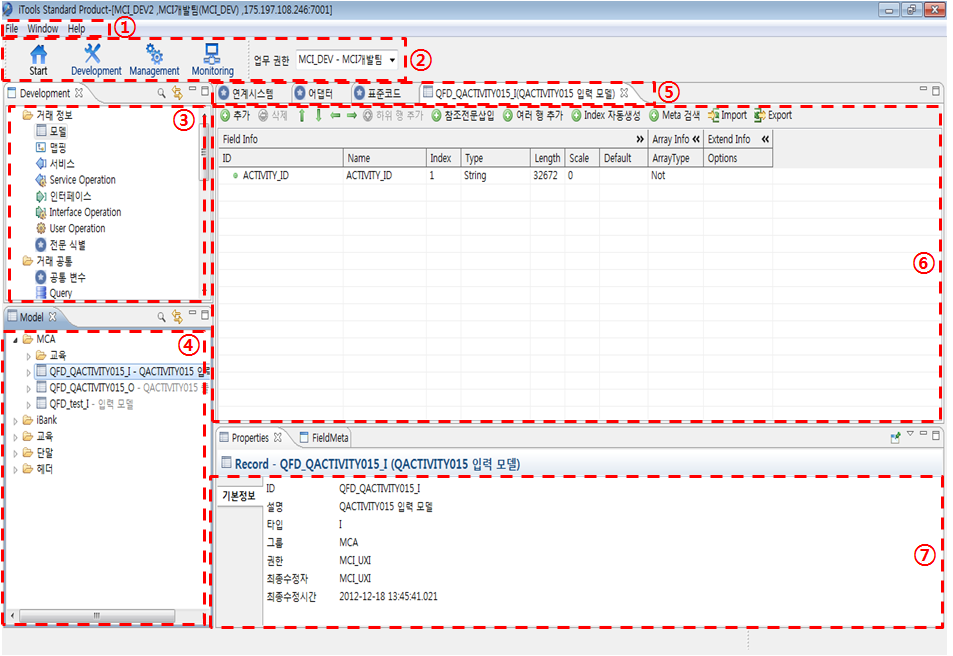 iTools Standard Product-[MCI_DEV2 ,MCI개발팀(MCI_DEV) ,175.197.108.246:7001]
File Window Help ①
Start Development Management Monitoring 업무 권한 MCI_DEV - MCI개발팀 ②
Development
③
거래 정보
모델
맵핑
서비스
Service Operation
인터페이스
Interface Operation
User Operation
전문 식별
거래 공통
공통 변수
Query
Model
④
MCA
교육
QFD_QACTIVITY015_I - QACTIVITY015 입력
QFD_QACTIVITY015_O - QACTIVITY015
QFD_test_I - 입력 모델
iBank
교육
단말
헤더
연계시스템 어댑터 표준코드 QFD_QACTIVITY015_I(QACTIVITY015 입력 모델) ⑤
추가 삭제 하위 행 추가 참조전문삽입 여러 행 추가 Index 자동생성 Meta 검색 Import Export
Field Info » Array Info « Extend Info «
ID Name Index Type Length Scale Default ArrayType Options
ACTIVITY_ID ACTIVITY_ID 1 String 32672 0 Not
⑥
Properties FieldMeta
Record - QFD_QACTIVITY015_I (QACTIVITY015 입력 모델)
기본정보
ID QFD_QACTIVITY015_I
설명 QACTIVITY015 입력 모델
타입 I
그룹 MCA
권한 MCI_UXI
최종수정자 MCI_UXI
최종수정시간 2012-12-18 13:45:41.021
⑦